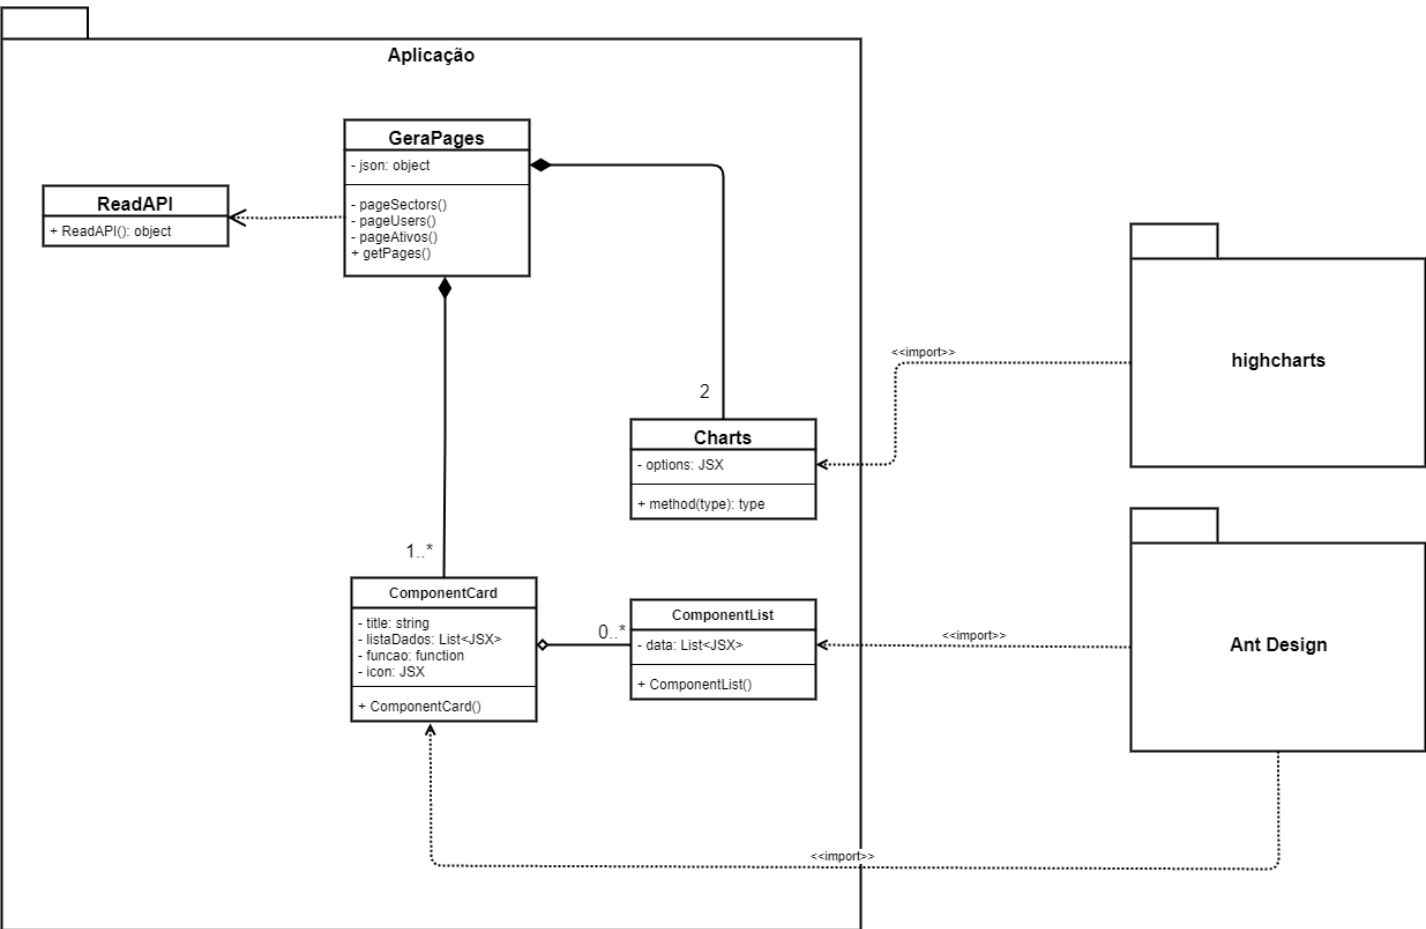 Aplicação
GeraPages
- json: object
- pageSectors()
- pageUsers()
- pageAtivos()
+ getPages()
ReadAPI
+ ReadAPI(): object
2
Charts
- options: JSX
+ method(type): type
<<import>>
highcharts
1..*
ComponentCard
- title: string
- listaDados: List<JSX>
- funcao: function
- icon: JSX
+ ComponentCard()
0..*
ComponentList
- data: List<JSX>
+ ComponentList()
<<import>>
Ant Design
<<import>>